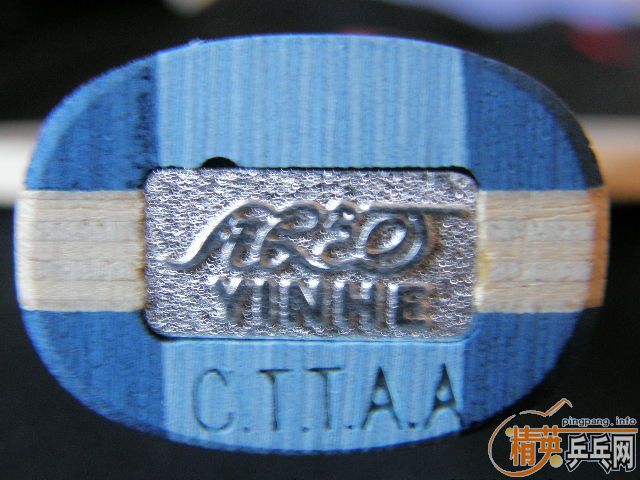 YINHE
C.T.T.A.A
pingpang.info
精英乒乓网